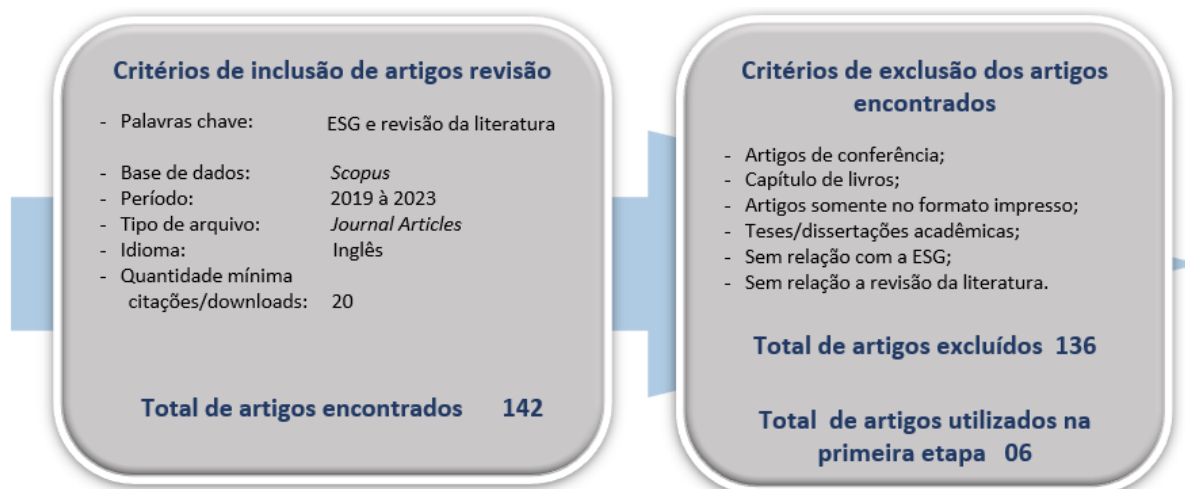 Critérios de inclusão de artigos revisão
- Palavras chave: ESG e revisão da literatura
- Base de dados: Scopus
- Período: 2019 à 2023
- Tipo de arquivo: Journal Articles
- Idioma: Inglês
- Quantidade mínima
citações/downloads: 20
Total de artigos encontrados 142
Critérios de exclusão dos artigos
encontrados
- Artigos de conferência;
- Capítulo de livros;
- Artigos somente no formato impresso;
- Teses/dissertações acadêmicas;
- Sem relação com a ESG;
- Sem relação a revisão da literatura.
Total de artigos excluídos 136
Total de artigos utilizados na
primeira etapa 06